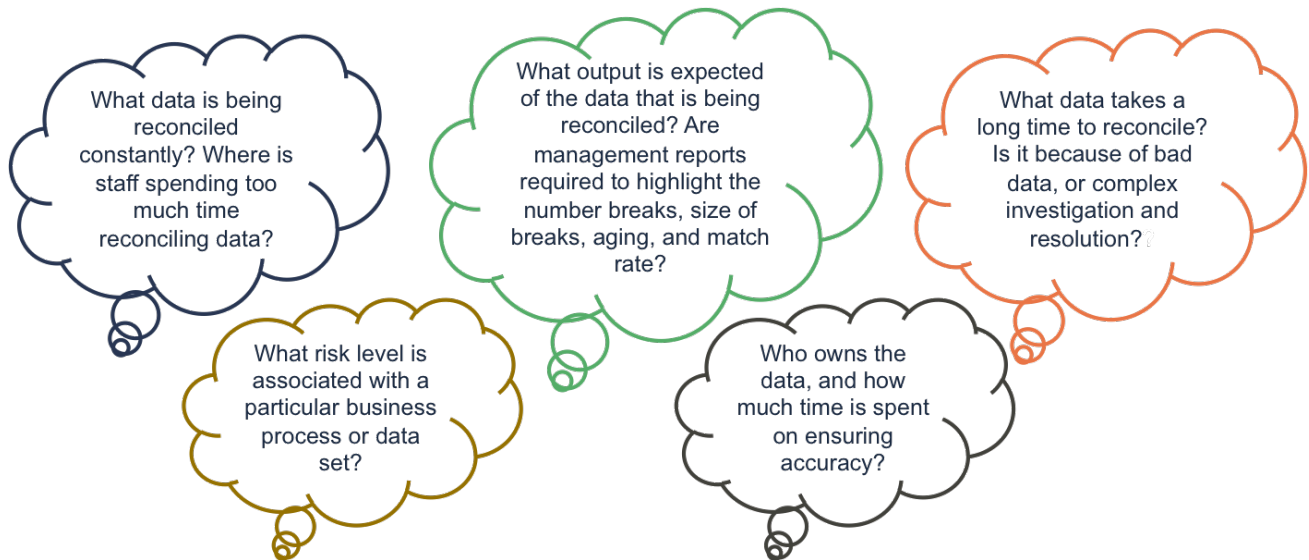 What data is being
reconciled
constantly? Where is
staff spending too
much time
reconciling data?
What output is expected
of the data that is being
reconciled? Are
management reports
required to highlight the
number breaks, size of
breaks, aging, and match
rate?
What data takes a
long time to reconcile?
Is it because of bad
data, or complex
investigation and
resolution??
What risk level is
associated with a
particular business
process or data
set?
Who owns the
data, and how
much time is spent
on ensuring
accuracy?